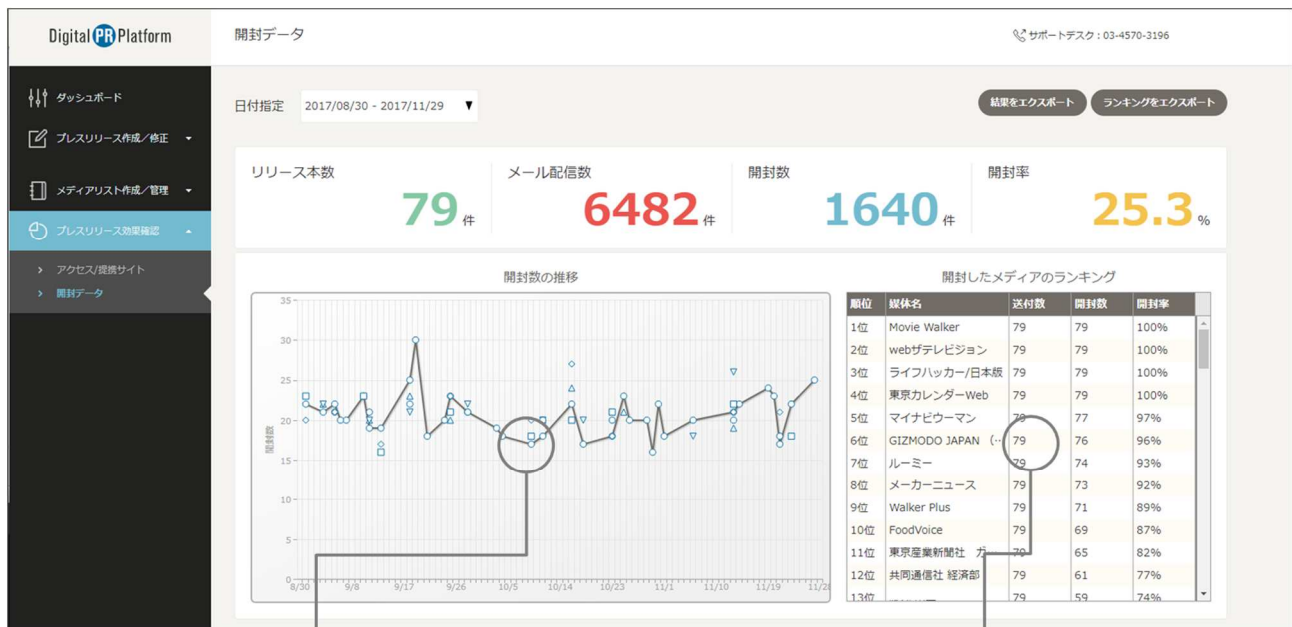 Digital PR Platform
開封データ
サポートデスク : 03-4570-3196
ダッシュボード
プレスリリース作成／修正
メディアリスト作成／管理
プレスリリース効果確認
アクセス/提携サイト
開封データ
日付指定 2017/08/30 - 2017/11/29
結果をエクスポート ランキングをエクスポート
リリース本数 メール配信数 開封数 開封率
79件 6482件 1640件 25.3%
開封数の推移
35
30
25
20
15
10
5
0
開封数
8/30 9/8 9/17 9/26 10/5 10/14 10/23 11/1 11/10 11/19 11/28
開封したメディアのランキング
順位 媒体名 送付数 開封数 開封率
1位 Movie Walker 79 79 100%
2位 webザテレビジョン 79 79 100%
3位 ライフハッカー/日本版 79 79 100%
4位 東京カレンダーWeb 79 79 100%
5位 マイナビウーマン 79 77 97%
6位 GIZMODO JAPAN （… 79 76 96%
7位 ルーミー 79 74 93%
8位 メーカーニュース 79 73 92%
9位 Walker Plus 79 71 89%
10位 FoodVoice 79 69 87%
11位 東京産業新聞社 ガ… 79 65 82%
12位 共同通信社 経済部 79 61 77%
13位 79 59 74%